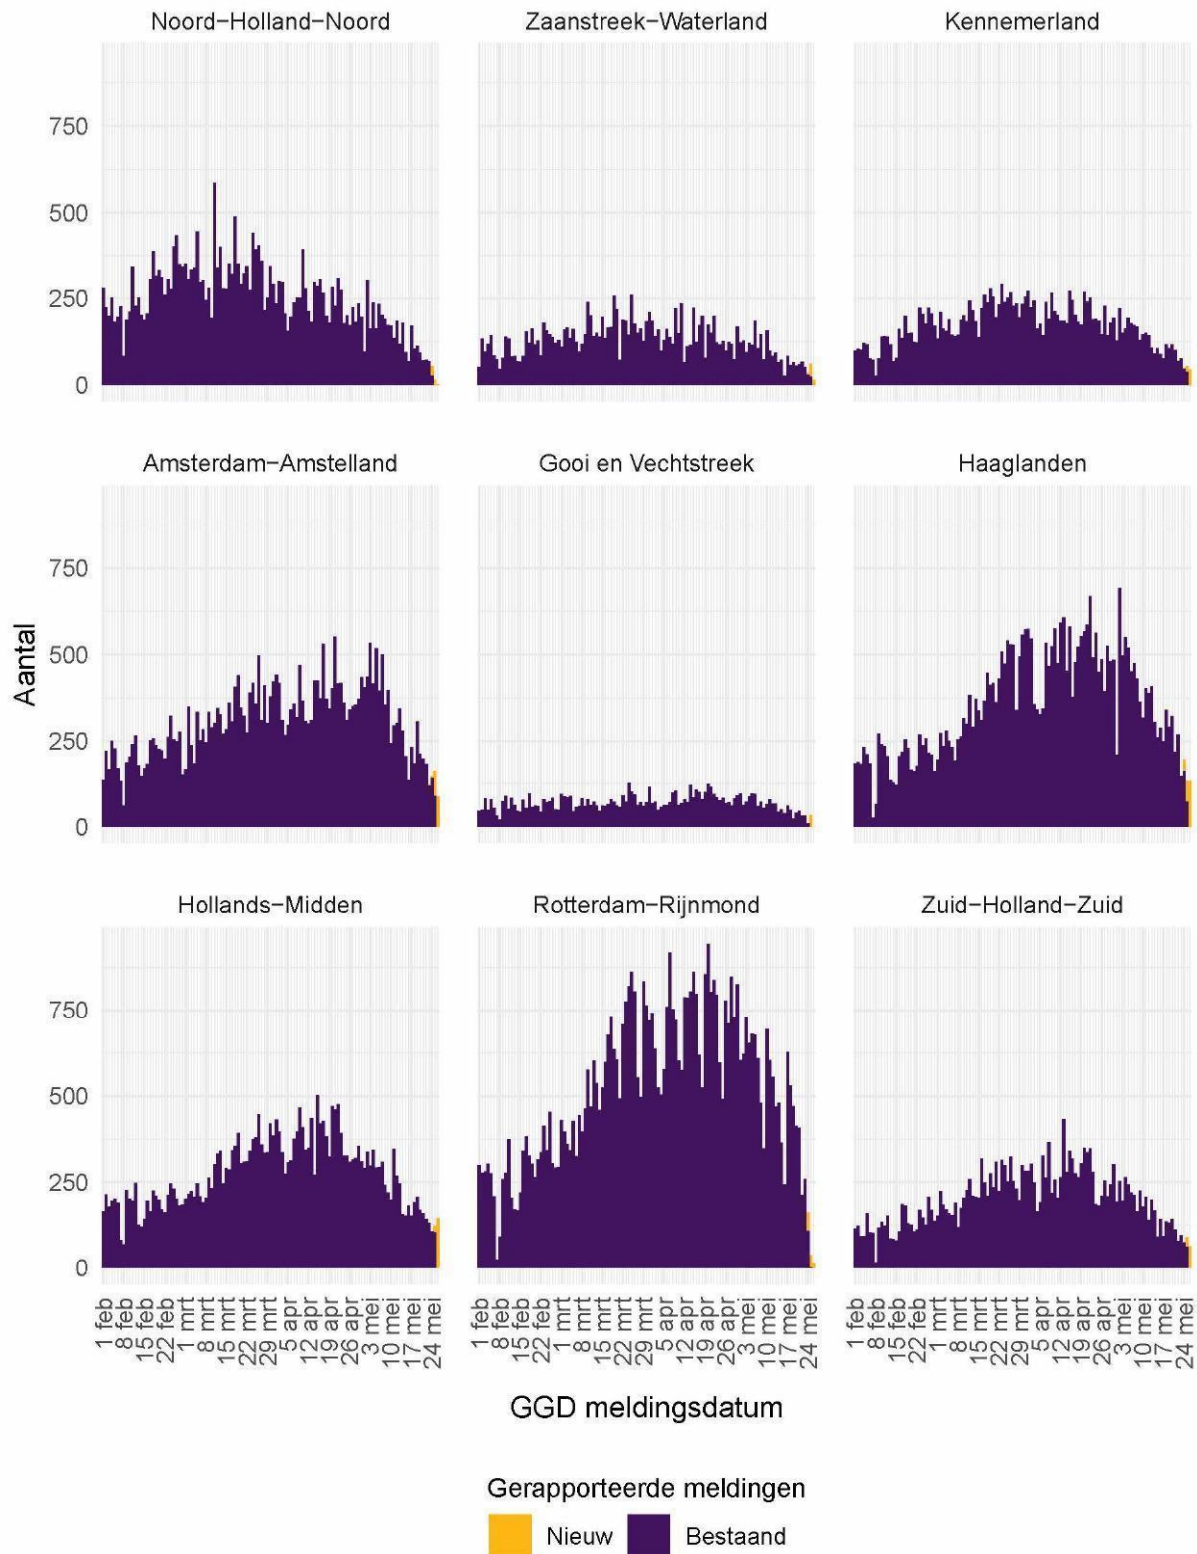 Noord-Holland-Noord
Zaanstreek-Waterland
Kennemerland
750
500
250
0
Amsterdam-Amstelland
Gooi en Vechtstreek
Haaglanden
Aantal
750
500
250
0
Hollands-Midden
Rotterdam-Rijnmond
Zuid-Holland-Zuid
750
500
250
0
1 feb
8 feb
15 feb
22 feb
1 mrt
8 mrt
15 mrt
22 mrt
29 mrt
5 apr
12 apr
19 apr
26 apr
3 mei
10 mei
17 mei
24 mei
1 feb
8 feb
15 feb
22 feb
1 mrt
8 mrt
15 mrt
22 mrt
29 mrt
5 apr
12 apr
19 apr
26 apr
3 mei
10 mei
17 mei
24 mei
1 feb
8 feb
15 feb
22 feb
1 mrt
8 mrt
15 mrt
22 mrt
29 mrt
5 apr
12 apr
19 apr
26 apr
3 mei
10 mei
17 mei
24 mei
GGD meldingsdatum
Gerapporteerde meldingen
Nieuw
Bestaand